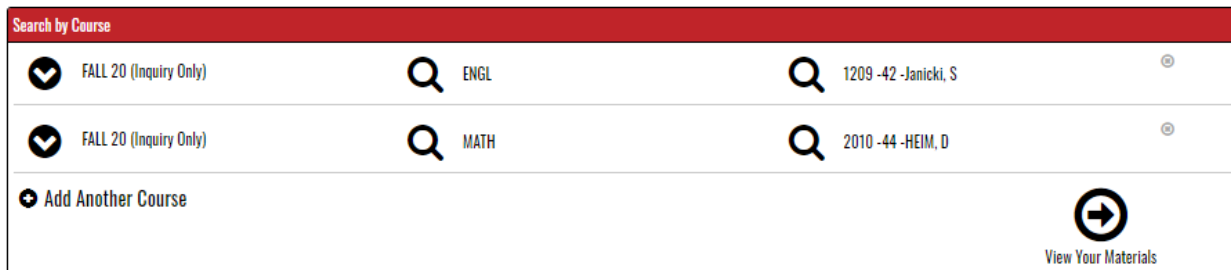 Search by Course
FALL 20 (Inquiry Only) ENGL 1209 -42 -Janicki, S
FALL 20 (Inquiry Only) MATH 2010 -44 -HEIM, D
Add Another Course
View Your Materials